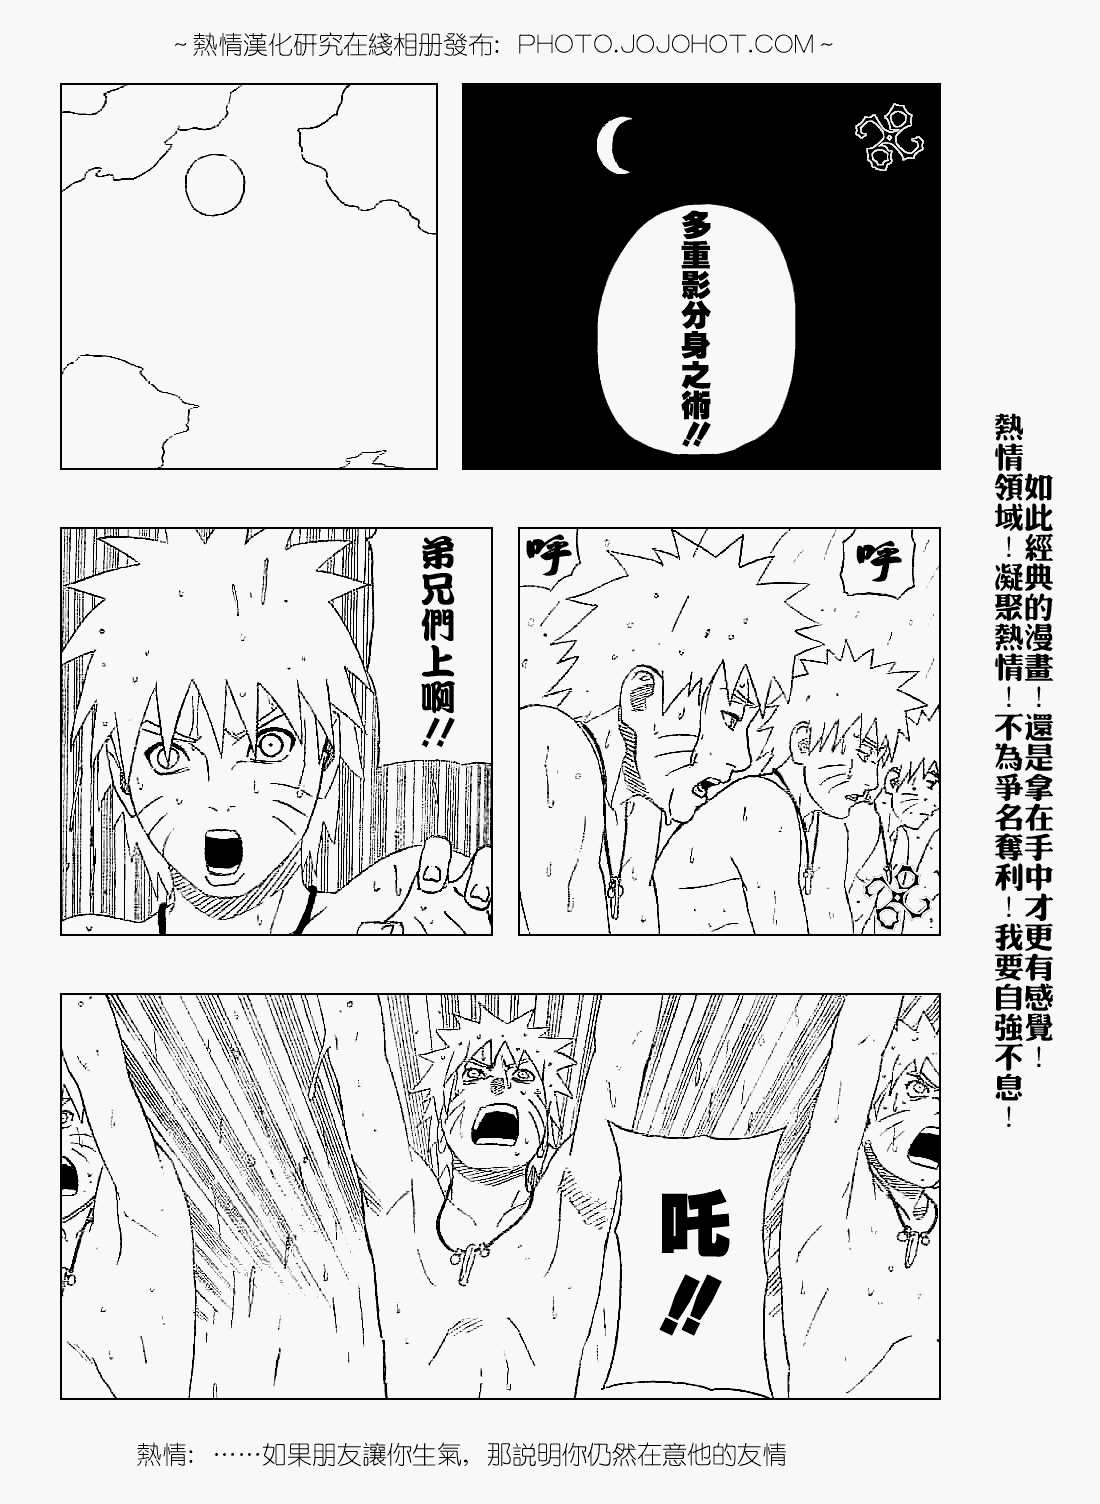 ~熱情漢化研究在綫相册發布: PHOTO.JOJOHOT.COM~
多重影分身之術!!
呼
呼
弟兄們上啊!!
吒!!
如此經典的漫畫！還是拿在手中才更有感覺！
熱情領域！凝聚熱情！不為爭名奪利！我要自強不息！
熱情: ……如果朋友讓你生氣, 那説明你仍然在意他的友情